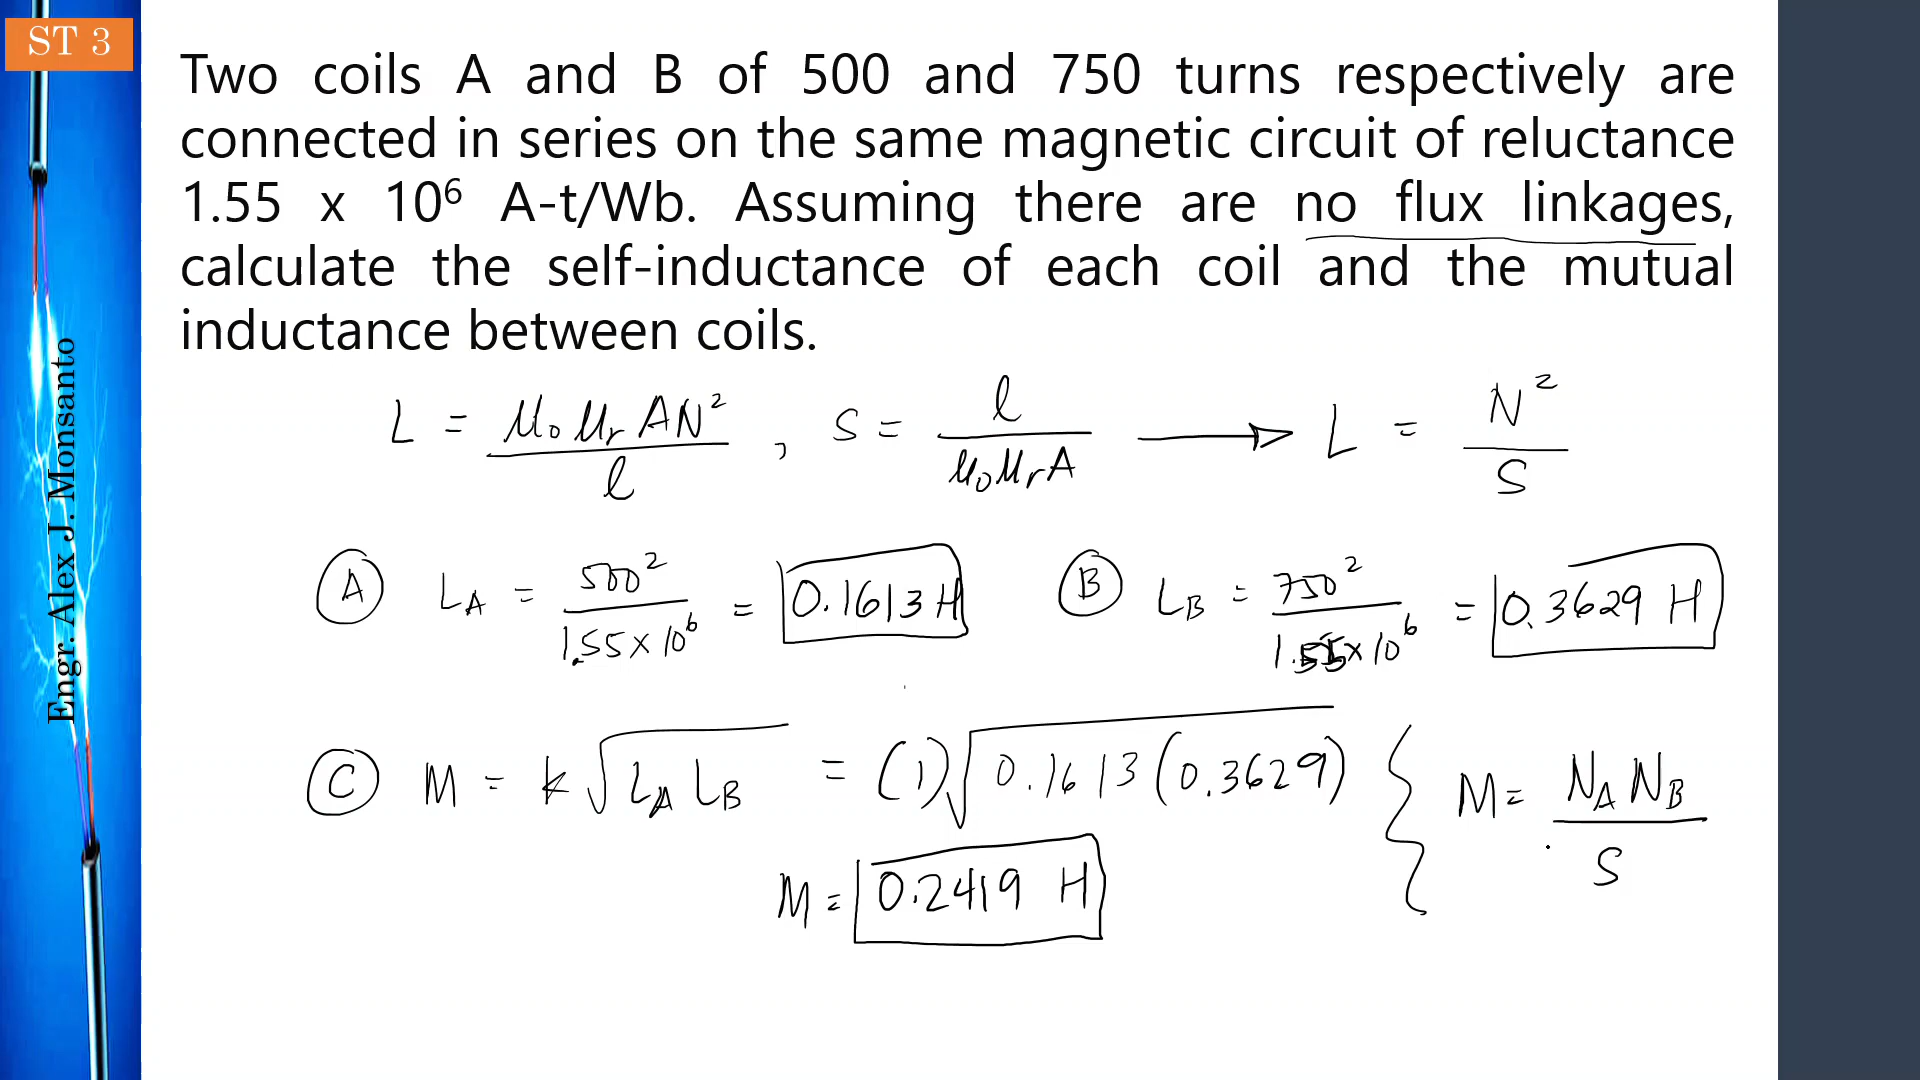 ST 3
Engr. Alex J. Monsanto
Two coils A and B of 500 and 750 turns respectively are
connected in series on the same magnetic circuit of reluctance
1.55 x 10⁶ A-t/Wb. Assuming there are no flux linkages,
calculate the self-inductance of each coil and the mutual
inductance between coils.
L = μ₀μᵣAN²/l , S = l/μ₀μᵣA → L = N²/S
A L_A = 500²/1.55x10⁶ = 0.1613 H B L_B = 750²/1.55x10⁶ = 0.3629 H
C M = k√L_A L_B = (1)√0.1613(0.3629) { M = N_A N_B/S
M = 0.2419 H